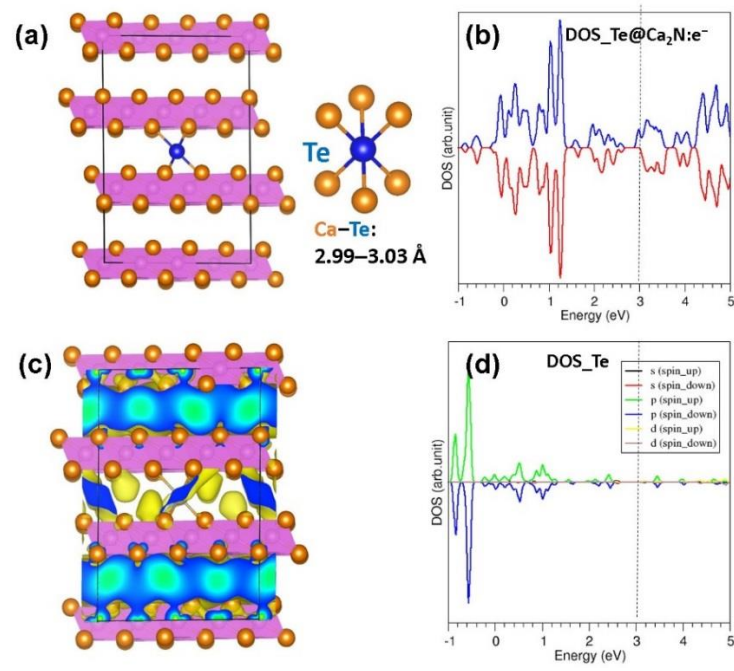 (a)
Te
Ca–Te:
2.99–3.03 Å
(b)
DOS_Te@Ca₂N:e⁻
DOS (arb.unit)
-1 0 1 2 3 4 5
Energy (eV)
(c)
(d)
DOS_Te
s (spin_up)
s (spin_down)
p (spin_up)
p (spin_down)
d (spin_up)
d (spin_down)
DOS (arb.unit)
-1 0 1 2 3 4 5
Energy (eV)